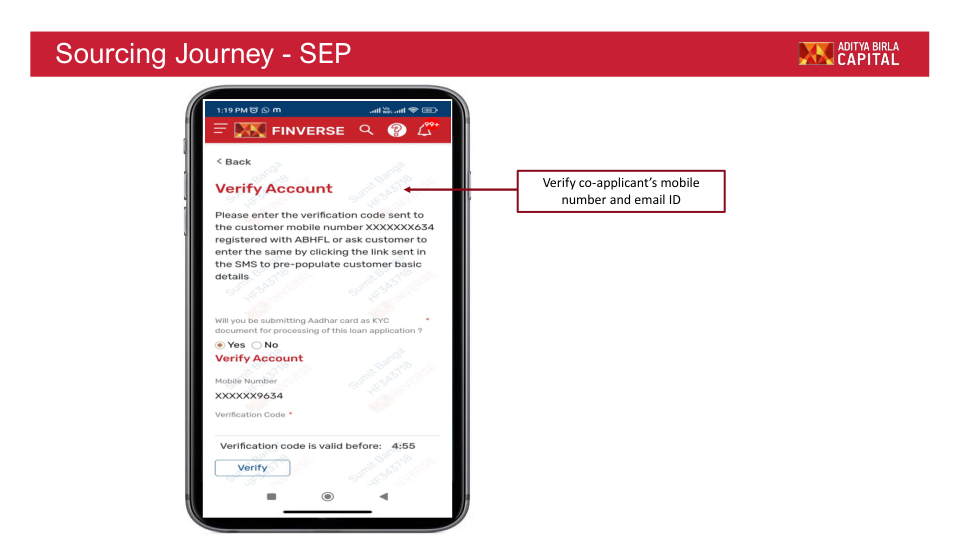 Sourcing Journey - SEP
ADITYA BIRLA
CAPITAL
1:19 PM
FINVERSE
99+
< Back
Verify Account
Please enter the verification code sent to
the customer mobile number XXXXXXX634
registered with ABHFL or ask customer to
enter the same by clicking the link sent in
the SMS to pre-populate customer basic
details
Will you be submitting Aadhar card as KYC *
document for processing of this loan application ?
Yes No
Verify Account
Mobile Number
XXXXXX9634
Verification Code *
Verification code is valid before: 4:55
Verify
Verify co-applicant's mobile
number and email ID
Sumit Banga
HF343718
FINVERSE